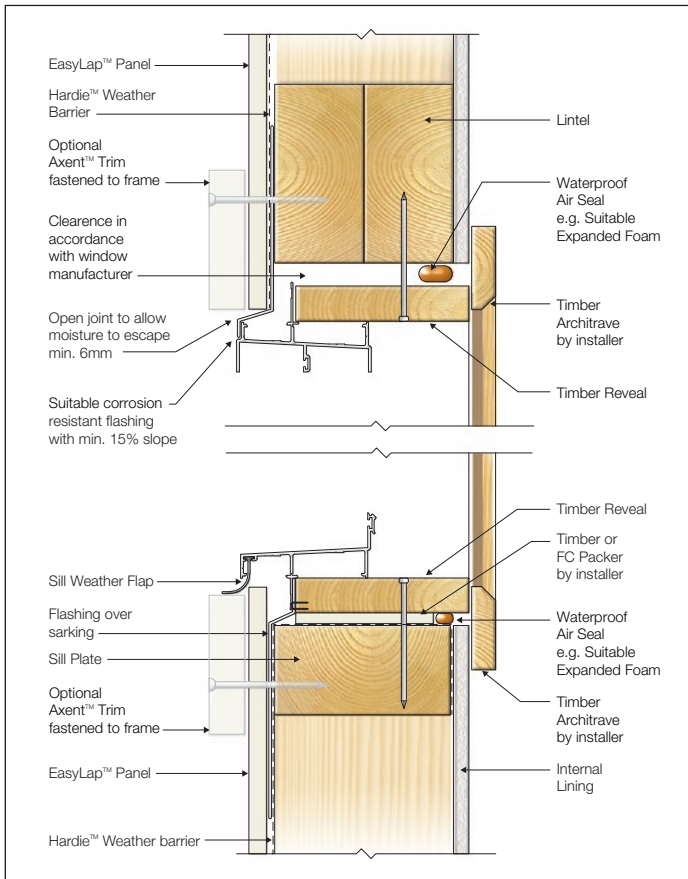 EasyLap™ Panel
Hardie™ Weather
Barrier
Optional
Axent™ Trim
fastened to frame
Clearence in
accordance
with window
manufacturer
Open joint to allow
moisture to escape
min. 6mm
Suitable corrosion
resistant flashing
with min. 15% slope
Lintel
Waterproof
Air Seal
e.g. Suitable
Expanded Foam
Timber
Architrave
by installer
Timber Reveal
Sill Weather Flap
Flashing over
sarking
Sill Plate
Optional
Axent™ Trim
fastened to frame
EasyLap™ Panel
Hardie™ Weather barrier
Timber Reveal
Timber or
FC Packer
by installer
Waterproof
Air Seal
e.g. Suitable
Expanded Foam
Timber
Architrave
by installer
Internal
Lining